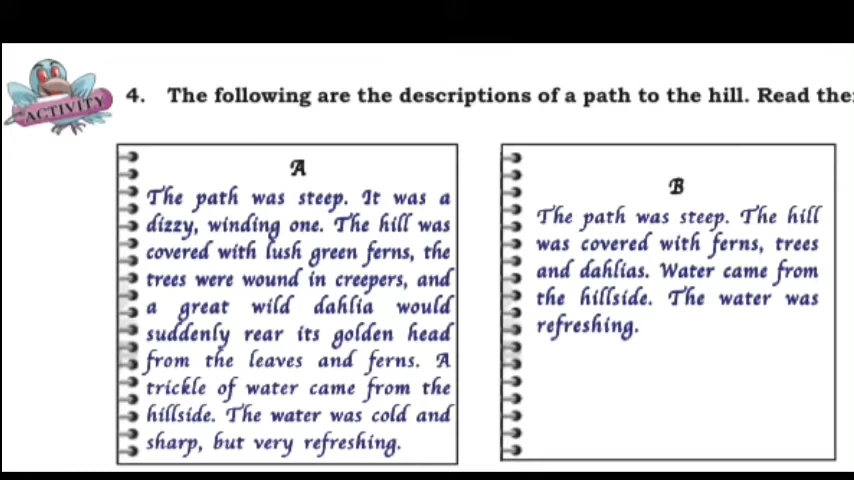 ACTIVITY
4. The following are the descriptions of a path to the hill. Read
A
The path was steep. It was a
dizzy, winding one. The hill was
covered with lush green ferns, the
trees were wound in creepers, and
a great wild dahlia would
suddenly rear its golden head
from the leaves and ferns. A
trickle of water came from the
hillside. The water was cold and
sharp, but very refreshing.
B
The path was steep. The hill
was covered with ferns, trees
and dahlias. Water came from
the hillside. The water was
refreshing.